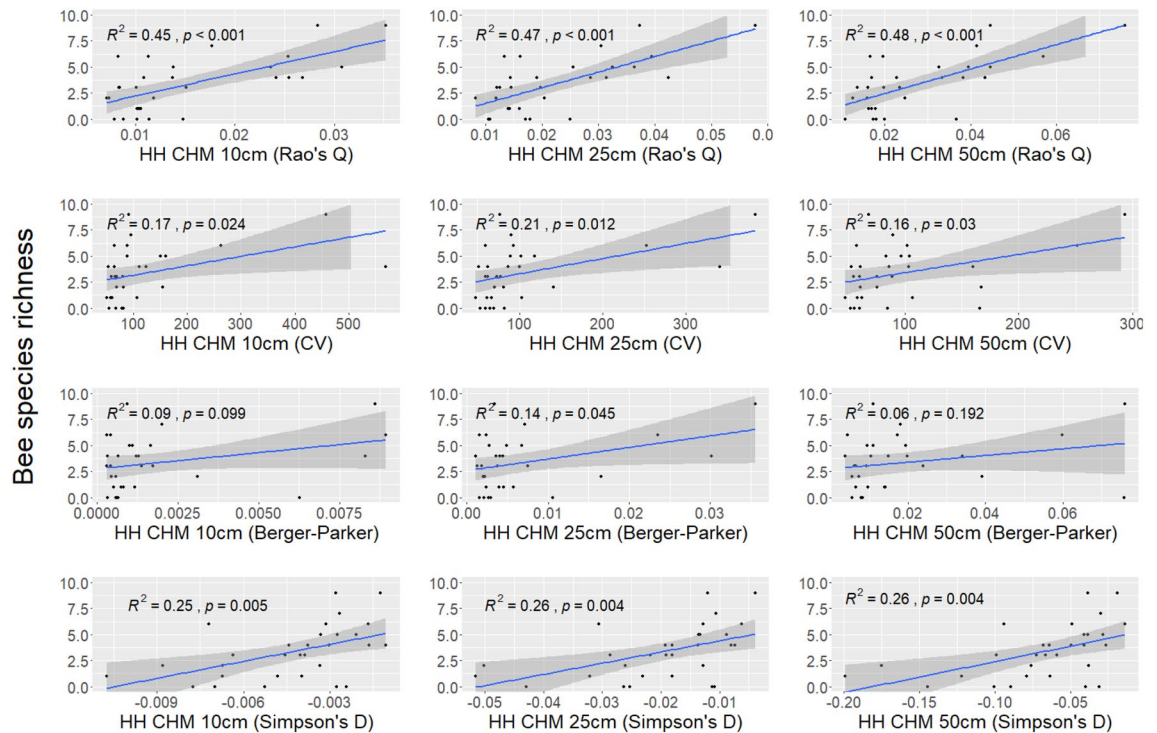 Bee species richness
10.0
7.5
5.0
2.5
0.0
R² = 0.45 , p < 0.001
0.01 0.02 0.03
HH CHM 10cm (Rao's Q)
10.0
7.5
5.0
2.5
0.0
R² = 0.47 , p < 0.001
0.01 0.02 0.03 0.04 0.05 0.0
HH CHM 25cm (Rao's Q)
10.0
7.5
5.0
2.5
0.0
R² = 0.48 , p < 0.001
0.02 0.04 0.06
HH CHM 50cm (Rao's Q)
10.0
7.5
5.0
2.5
0.0
R² = 0.17 , p = 0.024
100 200 300 400 500
HH CHM 10cm (CV)
10.0
7.5
5.0
2.5
0.0
R² = 0.21 , p = 0.012
100 200 300
HH CHM 25cm (CV)
10.0
7.5
5.0
2.5
0.0
R² = 0.16 , p = 0.03
100 200 300
HH CHM 50cm (CV)
10.0
7.5
5.0
2.5
0.0
R² = 0.09 , p = 0.099
0.0000 0.0025 0.0050 0.0075
HH CHM 10cm (Berger-Parker)
10.0
7.5
5.0
2.5
0.0
R² = 0.14 , p = 0.045
0.00 0.01 0.02 0.03
HH CHM 25cm (Berger-Parker)
10.0
7.5
5.0
2.5
0.0
R² = 0.06 , p = 0.192
0.02 0.04 0.06
HH CHM 50cm (Berger-Parker)
10.0
7.5
5.0
2.5
0.0
R² = 0.25 , p = 0.005
-0.009 -0.006 -0.003
HH CHM 10cm (Simpson's D)
10.0
7.5
5.0
2.5
0.0
R² = 0.26 , p = 0.004
-0.05 -0.04 -0.03 -0.02 -0.01
HH CHM 25cm (Simpson's D)
10.0
7.5
5.0
2.5
0.0
R² = 0.26 , p = 0.004
-0.20 -0.15 -0.10 -0.05
HH CHM 50cm (Simpson's D)